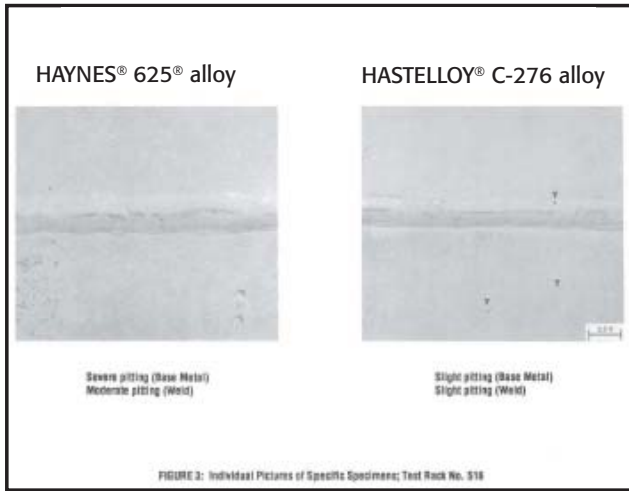 HAYNES® 625® alloy
HASTELLOY® C-276 alloy
Severe pitting (Base Metal)
Moderate pitting (Weld)
Slight pitting (Base Metal)
Slight pitting (Weld)
FIGURE 3: Individual Pictures of Specific Specimens; Test Rack No. S16